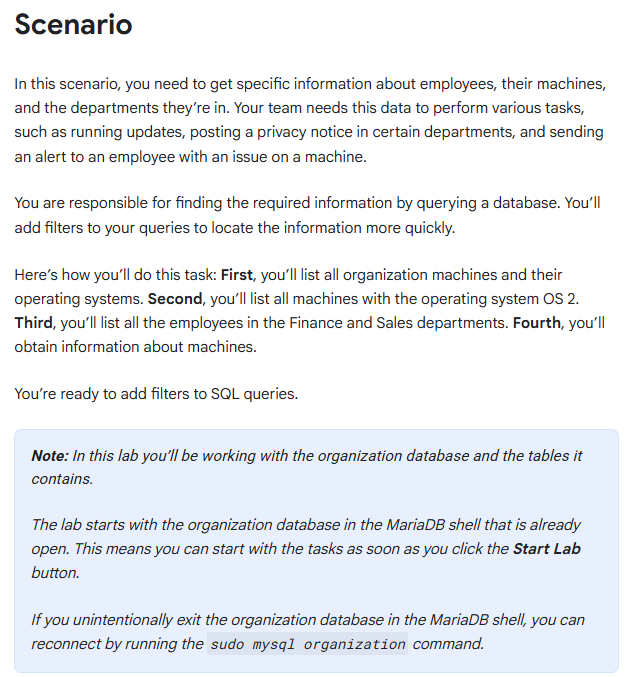 Scenario
In this scenario, you need to get specific information about employees, their machines,
and the departments they’re in. Your team needs this data to perform various tasks,
such as running updates, posting a privacy notice in certain departments, and sending
an alert to an employee with an issue on a machine.
You are responsible for finding the required information by querying a database. You’ll
add filters to your queries to locate the information more quickly.
Here’s how you’ll do this task: First, you’ll list all organization machines and their
operating systems. Second, you’ll list all machines with the operating system OS 2.
Third, you’ll list all the employees in the Finance and Sales departments. Fourth, you’ll
obtain information about machines.
You’re ready to add filters to SQL queries.
Note: In this lab you’ll be working with the organization database and the tables it
contains.
The lab starts with the organization database in the MariaDB shell that is already
open. This means you can start with the tasks as soon as you click the Start Lab
button.
If you unintentionally exit the organization database in the MariaDB shell, you can
reconnect by running the sudo mysql organization command.